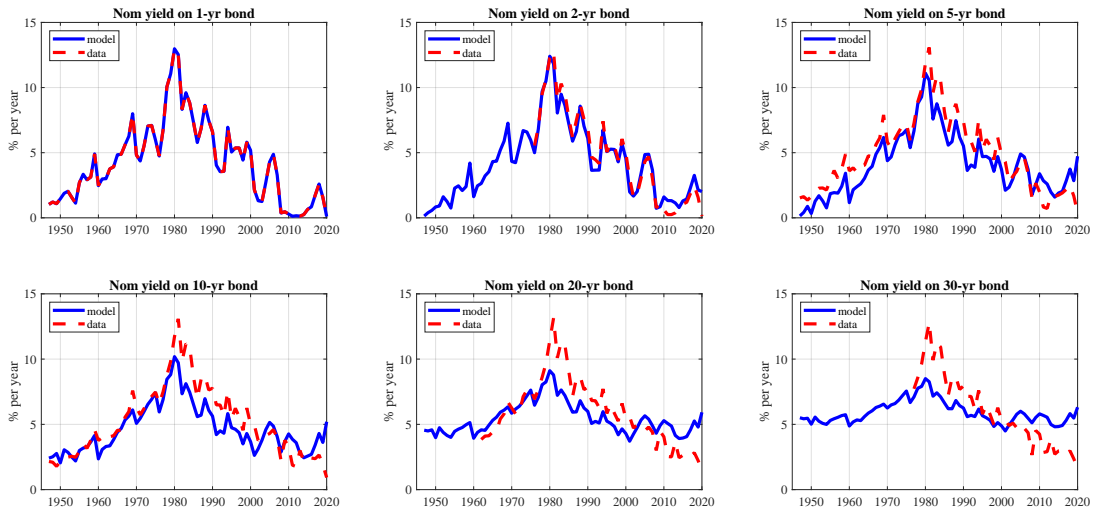 Nom yield on 1-yr bond
15
10
5
0
% per year
model
data
1950 1960 1970 1980 1990 2000 2010 2020
Nom yield on 2-yr bond
15
10
5
0
% per year
model
data
1950 1960 1970 1980 1990 2000 2010 2020
Nom yield on 5-yr bond
15
10
5
0
% per year
model
data
1950 1960 1970 1980 1990 2000 2010 2020
Nom yield on 10-yr bond
15
10
5
0
% per year
model
data
1950 1960 1970 1980 1990 2000 2010 2020
Nom yield on 20-yr bond
15
10
5
0
% per year
model
data
1950 1960 1970 1980 1990 2000 2010 2020
Nom yield on 30-yr bond
15
10
5
0
% per year
model
data
1950 1960 1970 1980 1990 2000 2010 2020